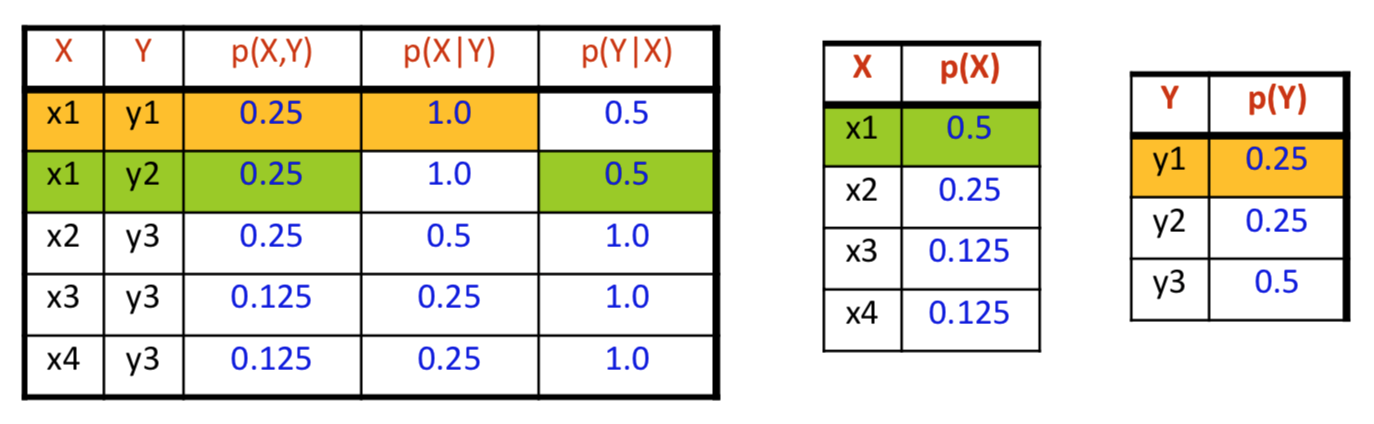 X Y p(X,Y) p(X|Y) p(Y|X)
x1 y1 0.25 1.0 0.5
x1 y2 0.25 1.0 0.5
x2 y3 0.25 0.5 1.0
x3 y3 0.125 0.25 1.0
x4 y3 0.125 0.25 1.0
X p(X)
x1 0.5
x2 0.25
x3 0.125
x4 0.125
Y p(Y)
y1 0.25
y2 0.25
y3 0.5